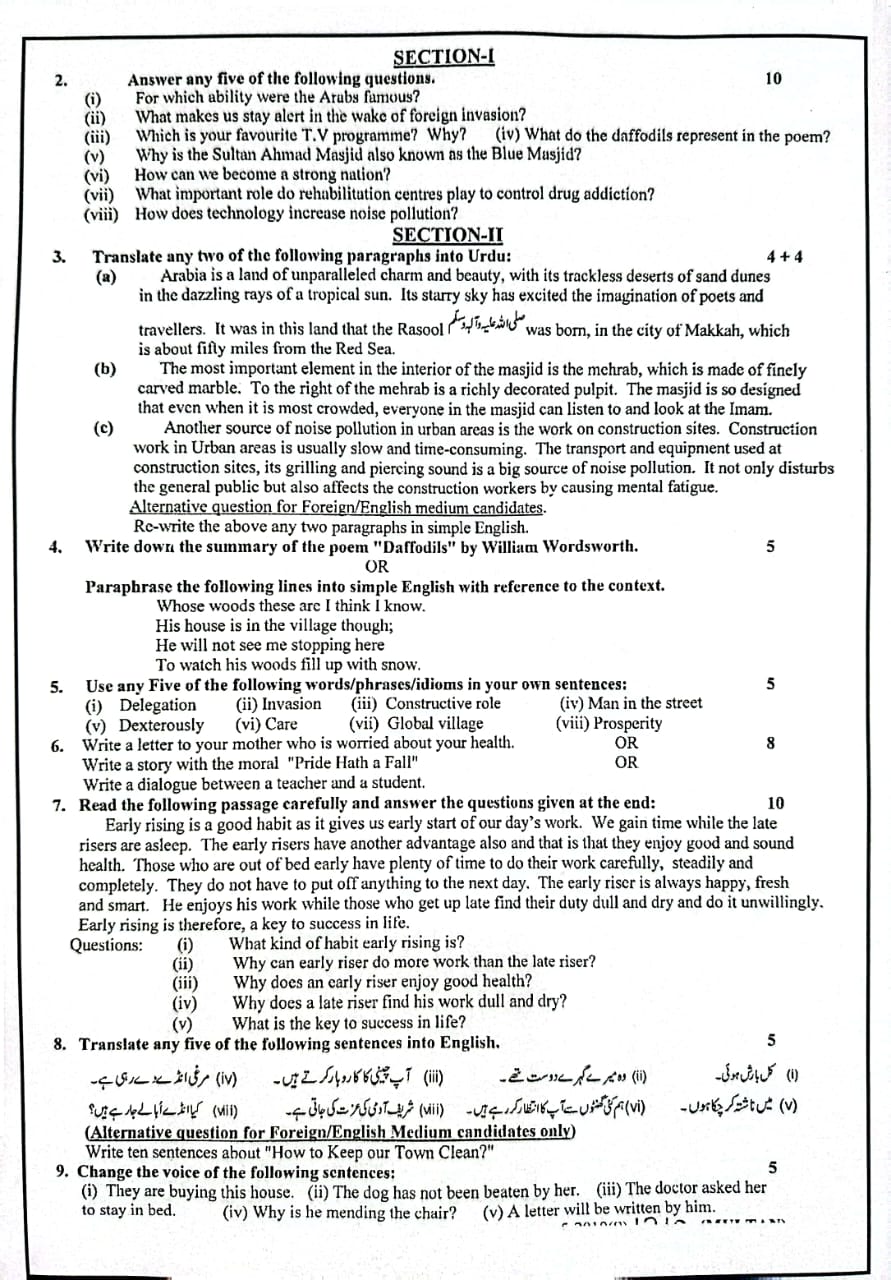 SECTION-I
2. Answer any five of the following questions. 10
(i) For which ability were the Arabs famous?
(ii) What makes us stay alert in the wake of foreign invasion?
(iii) Which is your favourite T.V programme? Why? (iv) What do the daffodils represent in the poem?
(v) Why is the Sultan Ahmad Masjid also known as the Blue Masjid?
(vi) How can we become a strong nation?
(vii) What important role do rehabilitation centres play to control drug addiction?
(viii) How does technology increase noise pollution?
SECTION-II
3. Translate any two of the following paragraphs into Urdu: 4 + 4
(a) Arabia is a land of unparalleled charm and beauty, with its trackless deserts of sand dunes
in the dazzling rays of a tropical sun. Its starry sky has excited the imagination of poets and
travellers. It was in this land that the Rasool صلی اللہ علیہ وآلہ وسلم was born, in the city of Makkah, which
is about fifty miles from the Red Sea.
(b) The most important element in the interior of the masjid is the mehrab, which is made of finely
carved marble. To the right of the mehrab is a richly decorated pulpit. The masjid is so designed
that even when it is most crowded, everyone in the masjid can listen to and look at the Imam.
(c) Another source of noise pollution in urban areas is the work on construction sites. Construction
work in Urban areas is usually slow and time-consuming. The transport and equipment used at
construction sites, its grilling and piercing sound is a big source of noise pollution. It not only disturbs
the general public but also affects the construction workers by causing mental fatigue.
Alternative question for Foreign/English medium candidates.
Re-write the above any two paragraphs in simple English.
4. Write down the summary of the poem "Daffodils" by William Wordsworth. 5
OR
Paraphrase the following lines into simple English with reference to the context.
Whose woods these are I think I know.
His house is in the village though;
He will not see me stopping here
To watch his woods fill up with snow.
5. Use any Five of the following words/phrases/idioms in your own sentences: 5
(i) Delegation (ii) Invasion (iii) Constructive role (iv) Man in the street
(v) Dexterously (vi) Care (vii) Global village (viii) Prosperity
6. Write a letter to your mother who is worried about your health. OR 8
Write a story with the moral "Pride Hath a Fall" OR
Write a dialogue between a teacher and a student.
7. Read the following passage carefully and answer the questions given at the end: 10
Early rising is a good habit as it gives us early start of our day's work. We gain time while the late
risers are asleep. The early risers have another advantage also and that is that they enjoy good and sound
health. Those who are out of bed early have plenty of time to do their work carefully, steadily and
completely. They do not have to put off anything to the next day. The early riser is always happy, fresh
and smart. He enjoys his work while those who get up late find their duty dull and dry and do it unwillingly.
Early rising is therefore, a key to success in life.
Questions: (i) What kind of habit early rising is?
(ii) Why can early riser do more work than the late riser?
(iii) Why does an early riser enjoy good health?
(iv) Why does a late riser find his work dull and dry?
(v) What is the key to success in life?
8. Translate any five of the following sentences into English. 5
(i) کل بارش ہوئی۔ (ii) وہ میرے گہرے دوست تھے۔ (iii) آپ چینی کا کاروبار کرتے ہیں۔ (iv) مرغی انڈے دے رہی ہے۔
(v) میں ناشتہ کر چکا ہوں۔ (vi) ہم کئی گھنٹوں سے آپ کا انتظار کر رہے ہیں۔ (vii) شریف آدمی کی عزت کی جاتی ہے۔ (viii) کیا انڈے اُبالے جا رہے ہیں؟
(Alternative question for Foreign/English Medium candidates only)
Write ten sentences about "How to Keep our Town Clean?"
9. Change the voice of the following sentences: 5
(i) They are buying this house. (ii) The dog has not been beaten by her. (iii) The doctor asked her
to stay in bed. (iv) Why is he mending the chair? (v) A letter will be written by him.